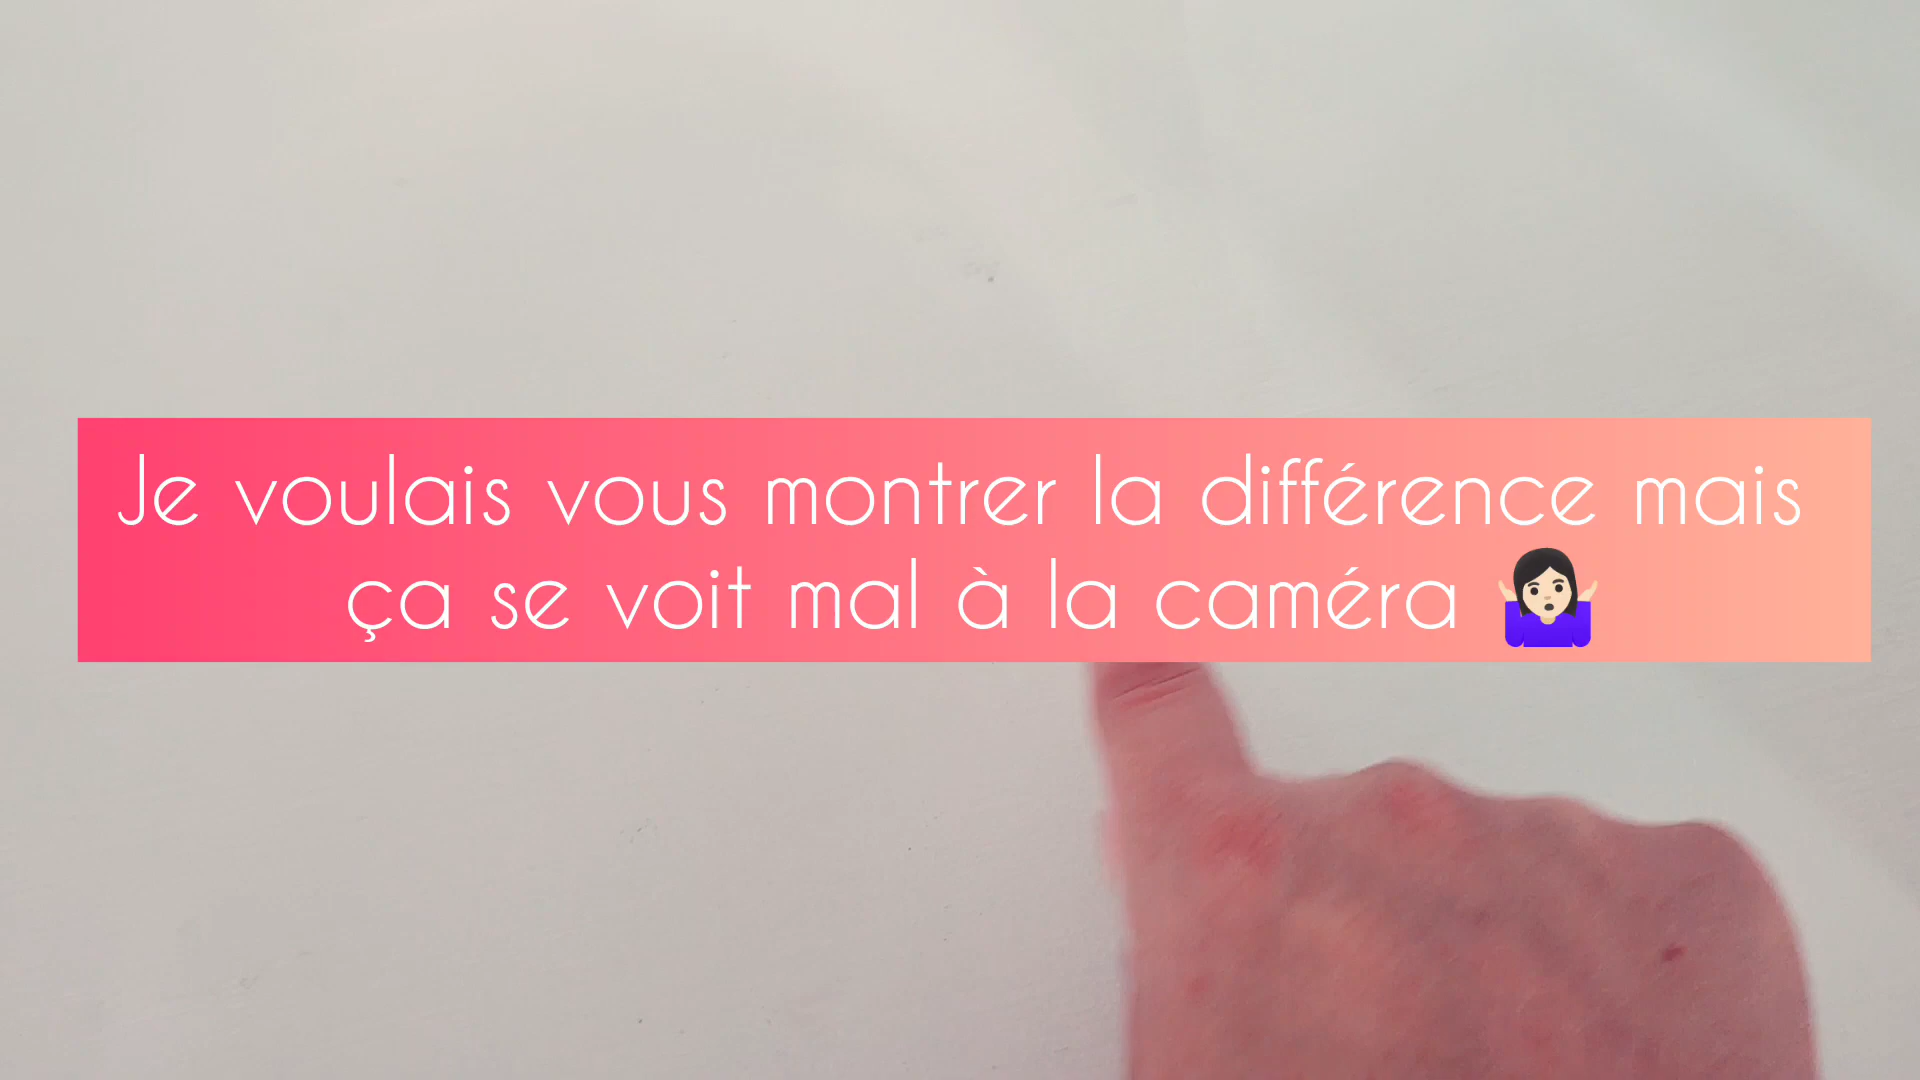 Je voulais vous montrer la différence mais
ça se voit mal à la caméra 🤷🏻‍♀️